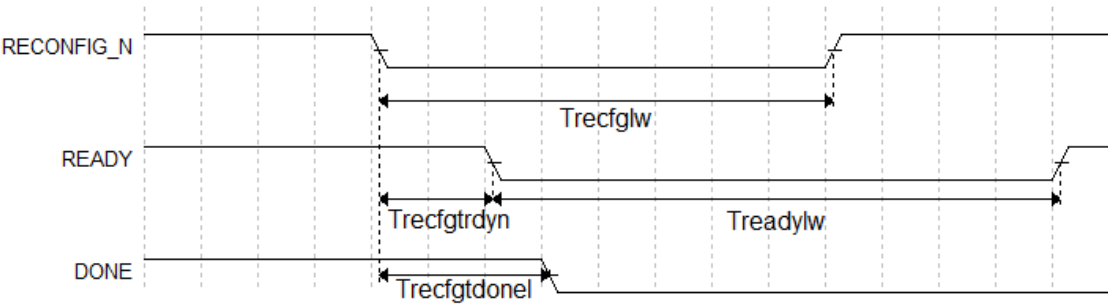 RECONFIG_N
Trecfglw
READY
Trecfgtrdyn
Treadylw
DONE
Trecfgtdonel